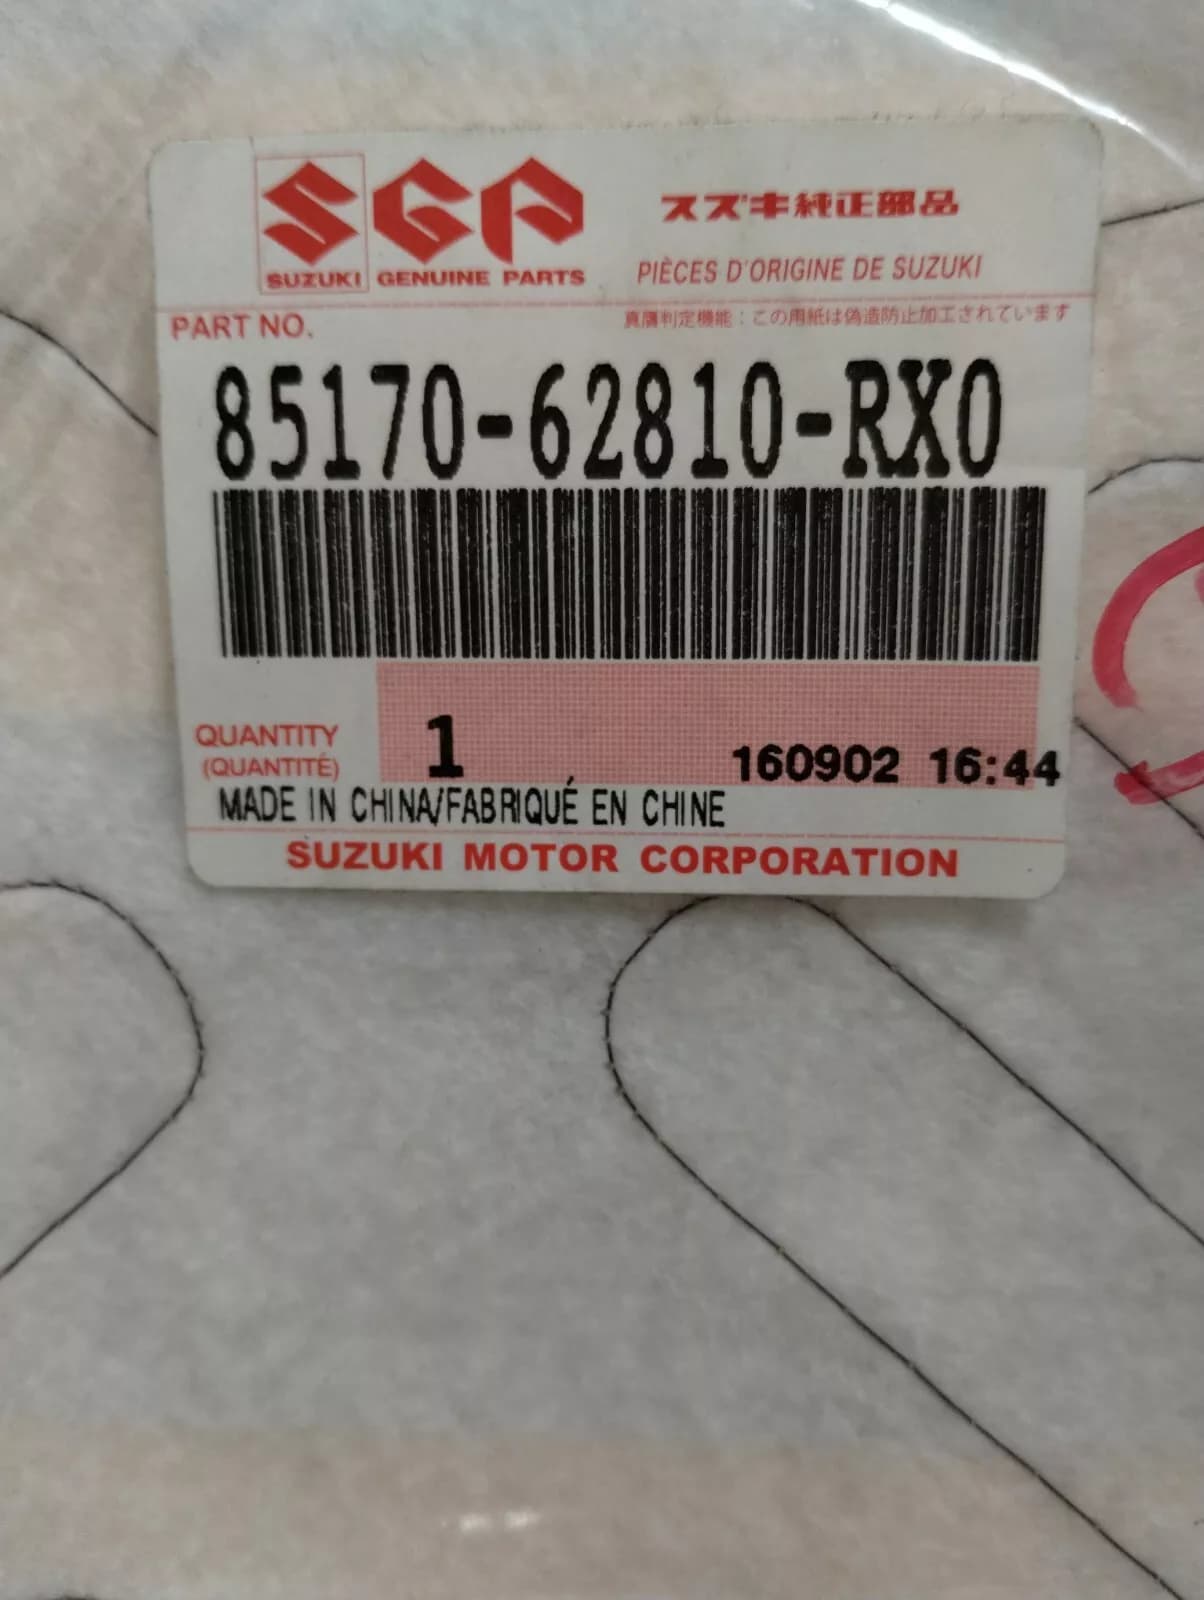 SGP
スズキ純正部品
SUZUKI GENUINE PARTS
PIÈCES D'ORIGINE DE SUZUKI
PART NO.
真贋判定機能：この用紙は偽造防止加工されています
85170-62810-RX0
QUANTITY
(QUANTITÉ)
1
160902 16:44
MADE IN CHINA/FABRIQUÉ EN CHINE
SUZUKI MOTOR CORPORATION